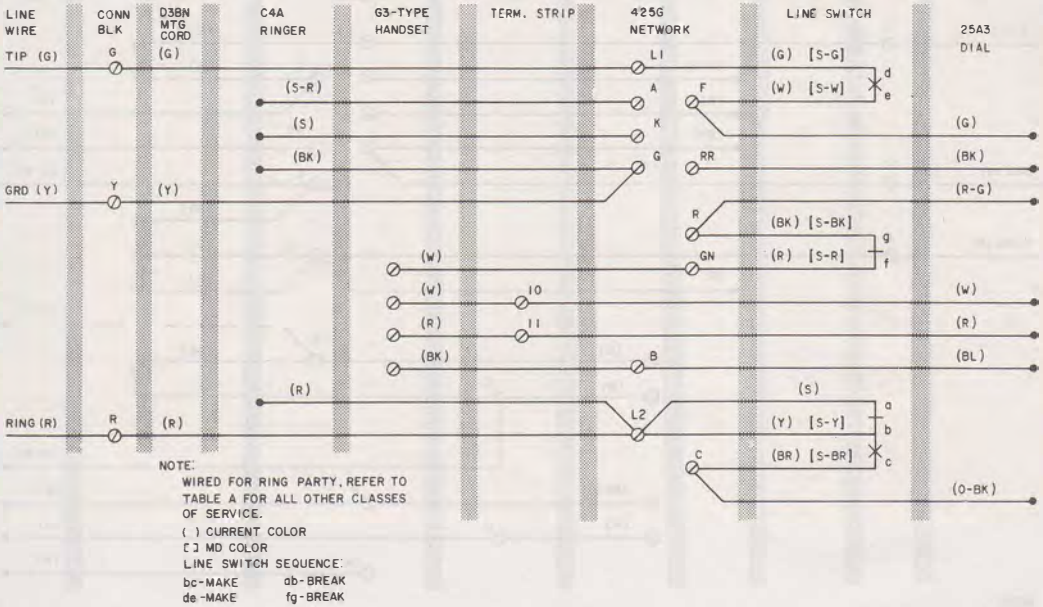 LINE WIRE
CONN BLK
D3BN MTG CORD
C4A RINGER
G3-TYPE HANDSET
TERM. STRIP
425G NETWORK
LINE SWITCH
25A3 DIAL
TIP (G)
G
(G)
L1
(G) [S-G]
d
(S-R)
A
F
(W) [S-W]
e
(S)
K
(G)
(BK)
G
RR
(BK)
GRD (Y)
Y
(Y)
(R-G)
R
(BK) [S-BK]
g
(W)
GN
(R) [S-R]
f
(W)
10
(W)
(R)
11
(R)
(BK)
B
(BL)
(R)
(S)
a
RING (R)
R
(R)
L2
(Y) [S-Y]
b
C
(BR) [S-BR]
c
(O-BK)
NOTE:
WIRED FOR RING PARTY, REFER TO
TABLE A FOR ALL OTHER CLASSES
OF SERVICE.
( ) CURRENT COLOR
[ ] MD COLOR
LINE SWITCH SEQUENCE:
bc-MAKE ab-BREAK
de-MAKE fg-BREAK